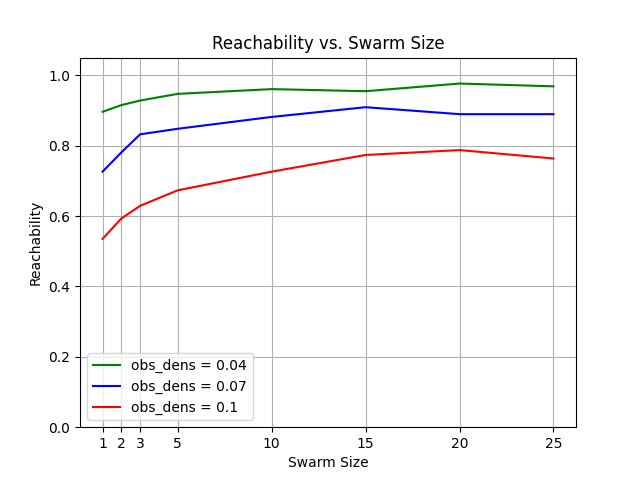 Reachability vs. Swarm Size
Reachability
1.0
0.8
0.6
0.4
0.2
0.0
obs_dens = 0.04
obs_dens = 0.07
obs_dens = 0.1
1 2 3 5 10 15 20 25
Swarm Size